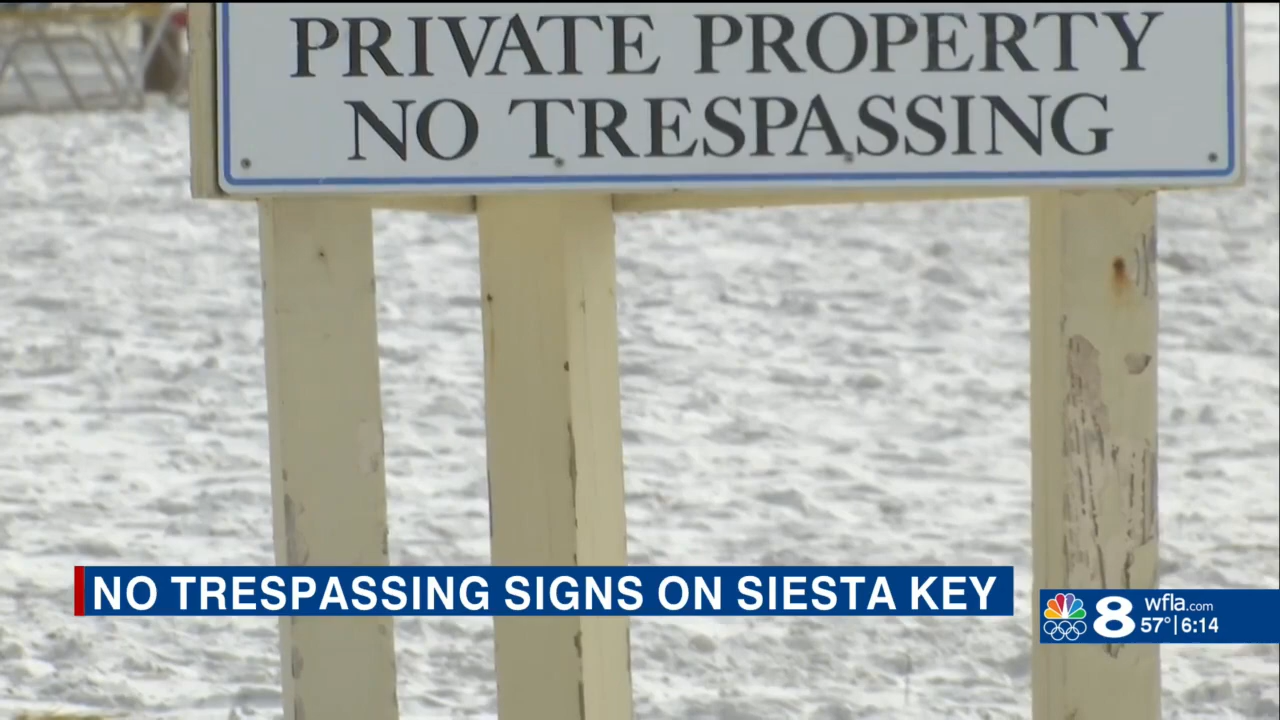 PRIVATE PROPERTY
NO TRESPASSING
NO TRESPASSING SIGNS ON SIESTA KEY
8 wfla.com
57° | 6:14